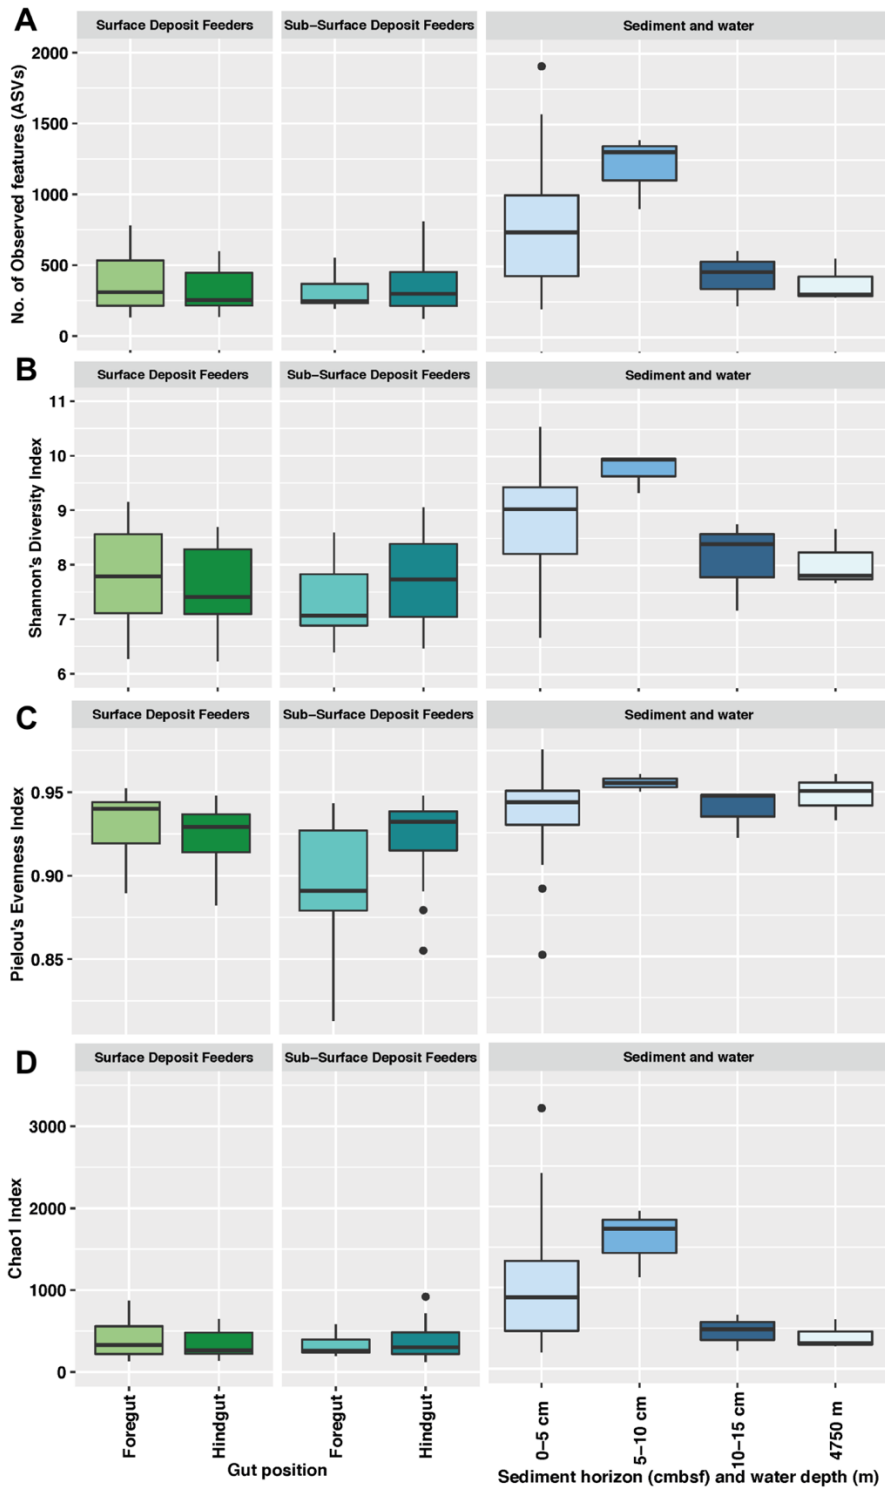 A
Surface Deposit Feeders
Sub-Surface Deposit Feeders
Sediment and water
No. of Observed features (ASVs)
2000
1500
1000
500
0
B
Surface Deposit Feeders
Sub-Surface Deposit Feeders
Sediment and water
Shannon's Diversity Index
11
10
9
8
7
6
C
Surface Deposit Feeders
Sub-Surface Deposit Feeders
Sediment and water
Pielou's Evenness Index
0.95
0.90
0.85
D
Surface Deposit Feeders
Sub-Surface Deposit Feeders
Sediment and water
Chao1 Index
3000
2000
1000
0
Foregut
Hindgut
Foregut
Hindgut
0-5 cm
5-10 cm
10-15 cm
4750 m
Gut position
Sediment horizon (cmbsf) and water depth (m)